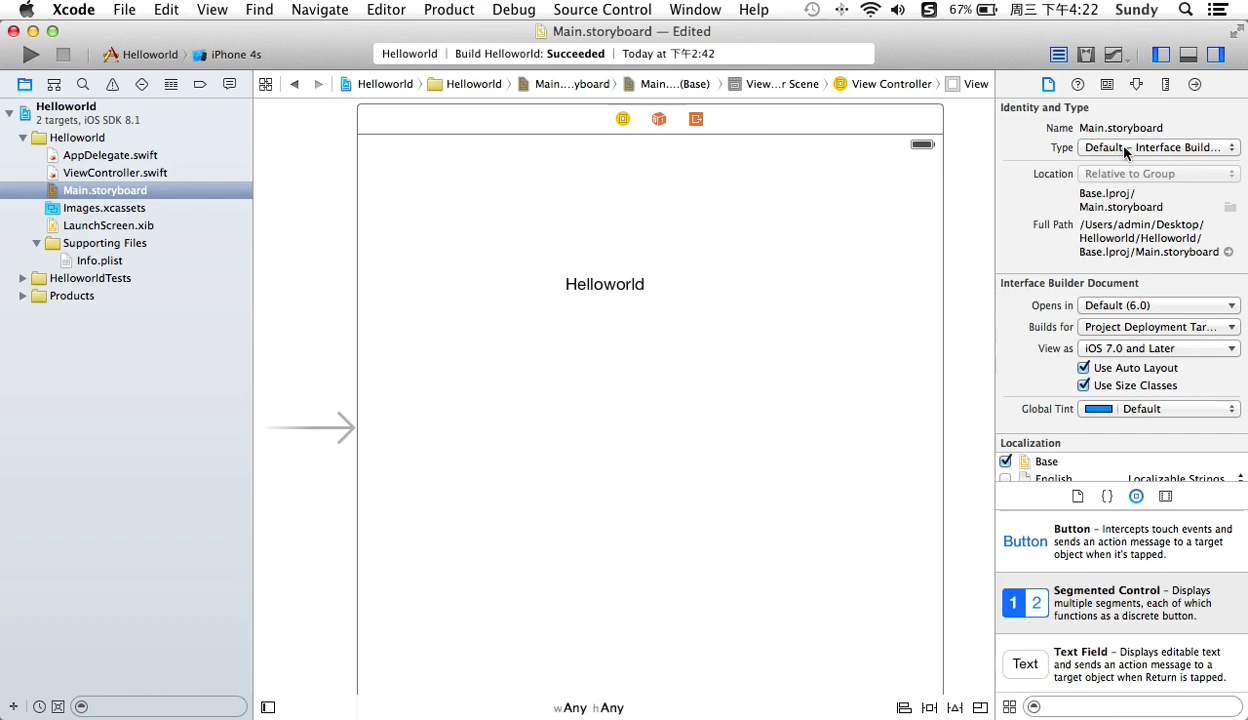 Xcode File Edit View Find Navigate Editor Product Debug Source Control Window Help 67% 周三 下午4:22 Sundy
Main.storyboard — Edited
Helloworld iPhone 4s
Helloworld Build Helloworld: Succeeded Today at 下午2:42
Helloworld Helloworld Main....yboard Main....(Base) View...r Scene View Controller View
Helloworld
2 targets, iOS SDK 8.1
Helloworld
AppDelegate.swift
ViewController.swift
Main.storyboard
Images.xcassets
LaunchScreen.xib
Supporting Files
Info.plist
HelloworldTests
Products
Helloworld
wAny hAny
Identity and Type
Name Main.storyboard
Type Default – Interface Build...
Location Relative to Group
Base.lproj/
Main.storyboard
Full Path /Users/admin/Desktop/
Helloworld/Helloworld/
Base.lproj/Main.storyboard
Interface Builder Document
Opens in Default (6.0)
Builds for Project Deployment Tar...
View as iOS 7.0 and Later
Use Auto Layout
Use Size Classes
Global Tint Default
Localization
Base
English Localizable Strings
Button Button – Intercepts touch events and
sends an action message to a target
object when it's tapped.
1 2 Segmented Control – Displays
multiple segments, each of which
functions as a discrete button.
Text Text Field – Displays editable text
and sends an action message to a
target object when Return is tapped.